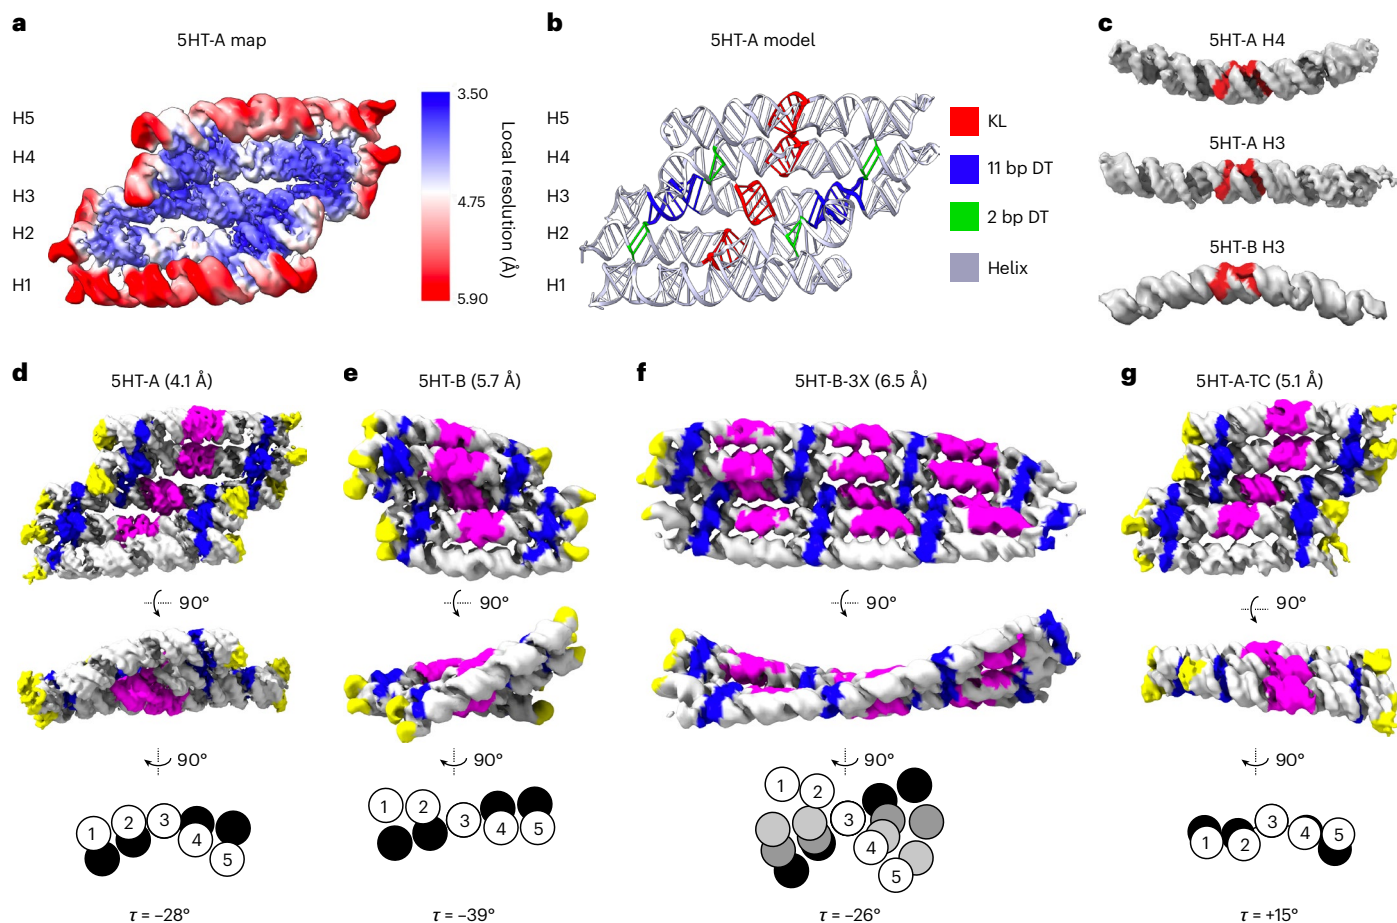 a
5HT-A map
H5
H4
H3
H2
H1
3.50
4.75
5.90
Local resolution (Å)
b
5HT-A model
H5
H4
H3
H2
H1
KL
11 bp DT
2 bp DT
Helix
c
5HT-A H4
5HT-A H3
5HT-B H3
d
5HT-A (4.1 Å)
90°
90°
1 2 3 4 5
τ = −28°
e
5HT-B (5.7 Å)
90°
90°
1 2 3 4 5
τ = −39°
f
5HT-B-3X (6.5 Å)
90°
90°
1 2 3 4 5
τ = −26°
g
5HT-A-TC (5.1 Å)
90°
90°
1 2 3 4 5
τ = +15°